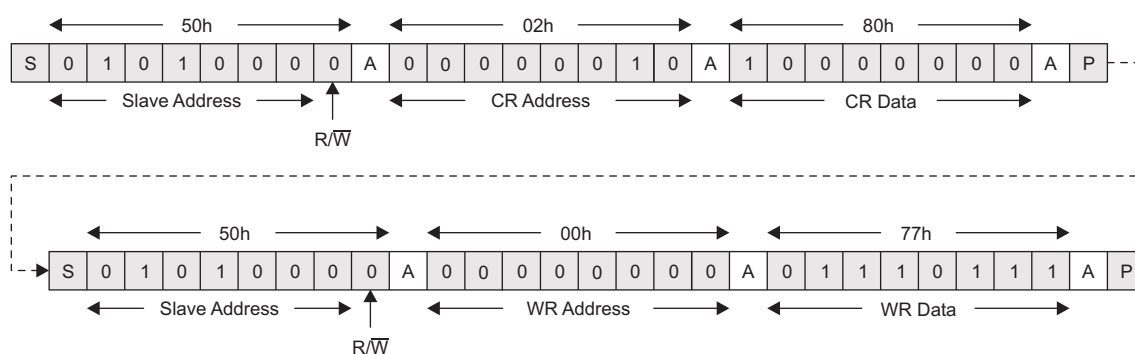 50h 02h 80h
S 0 1 0 1 0 0 0 0 A 0 0 0 0 0 0 1 0 A 1 0 0 0 0 0 0 0 A P
Slave Address CR Address CR Data
R/W̅
50h 00h 77h
S 0 1 0 1 0 0 0 0 A 0 0 0 0 0 0 0 0 A 0 1 1 1 0 1 1 1 A P
Slave Address WR Address WR Data
R/W̅